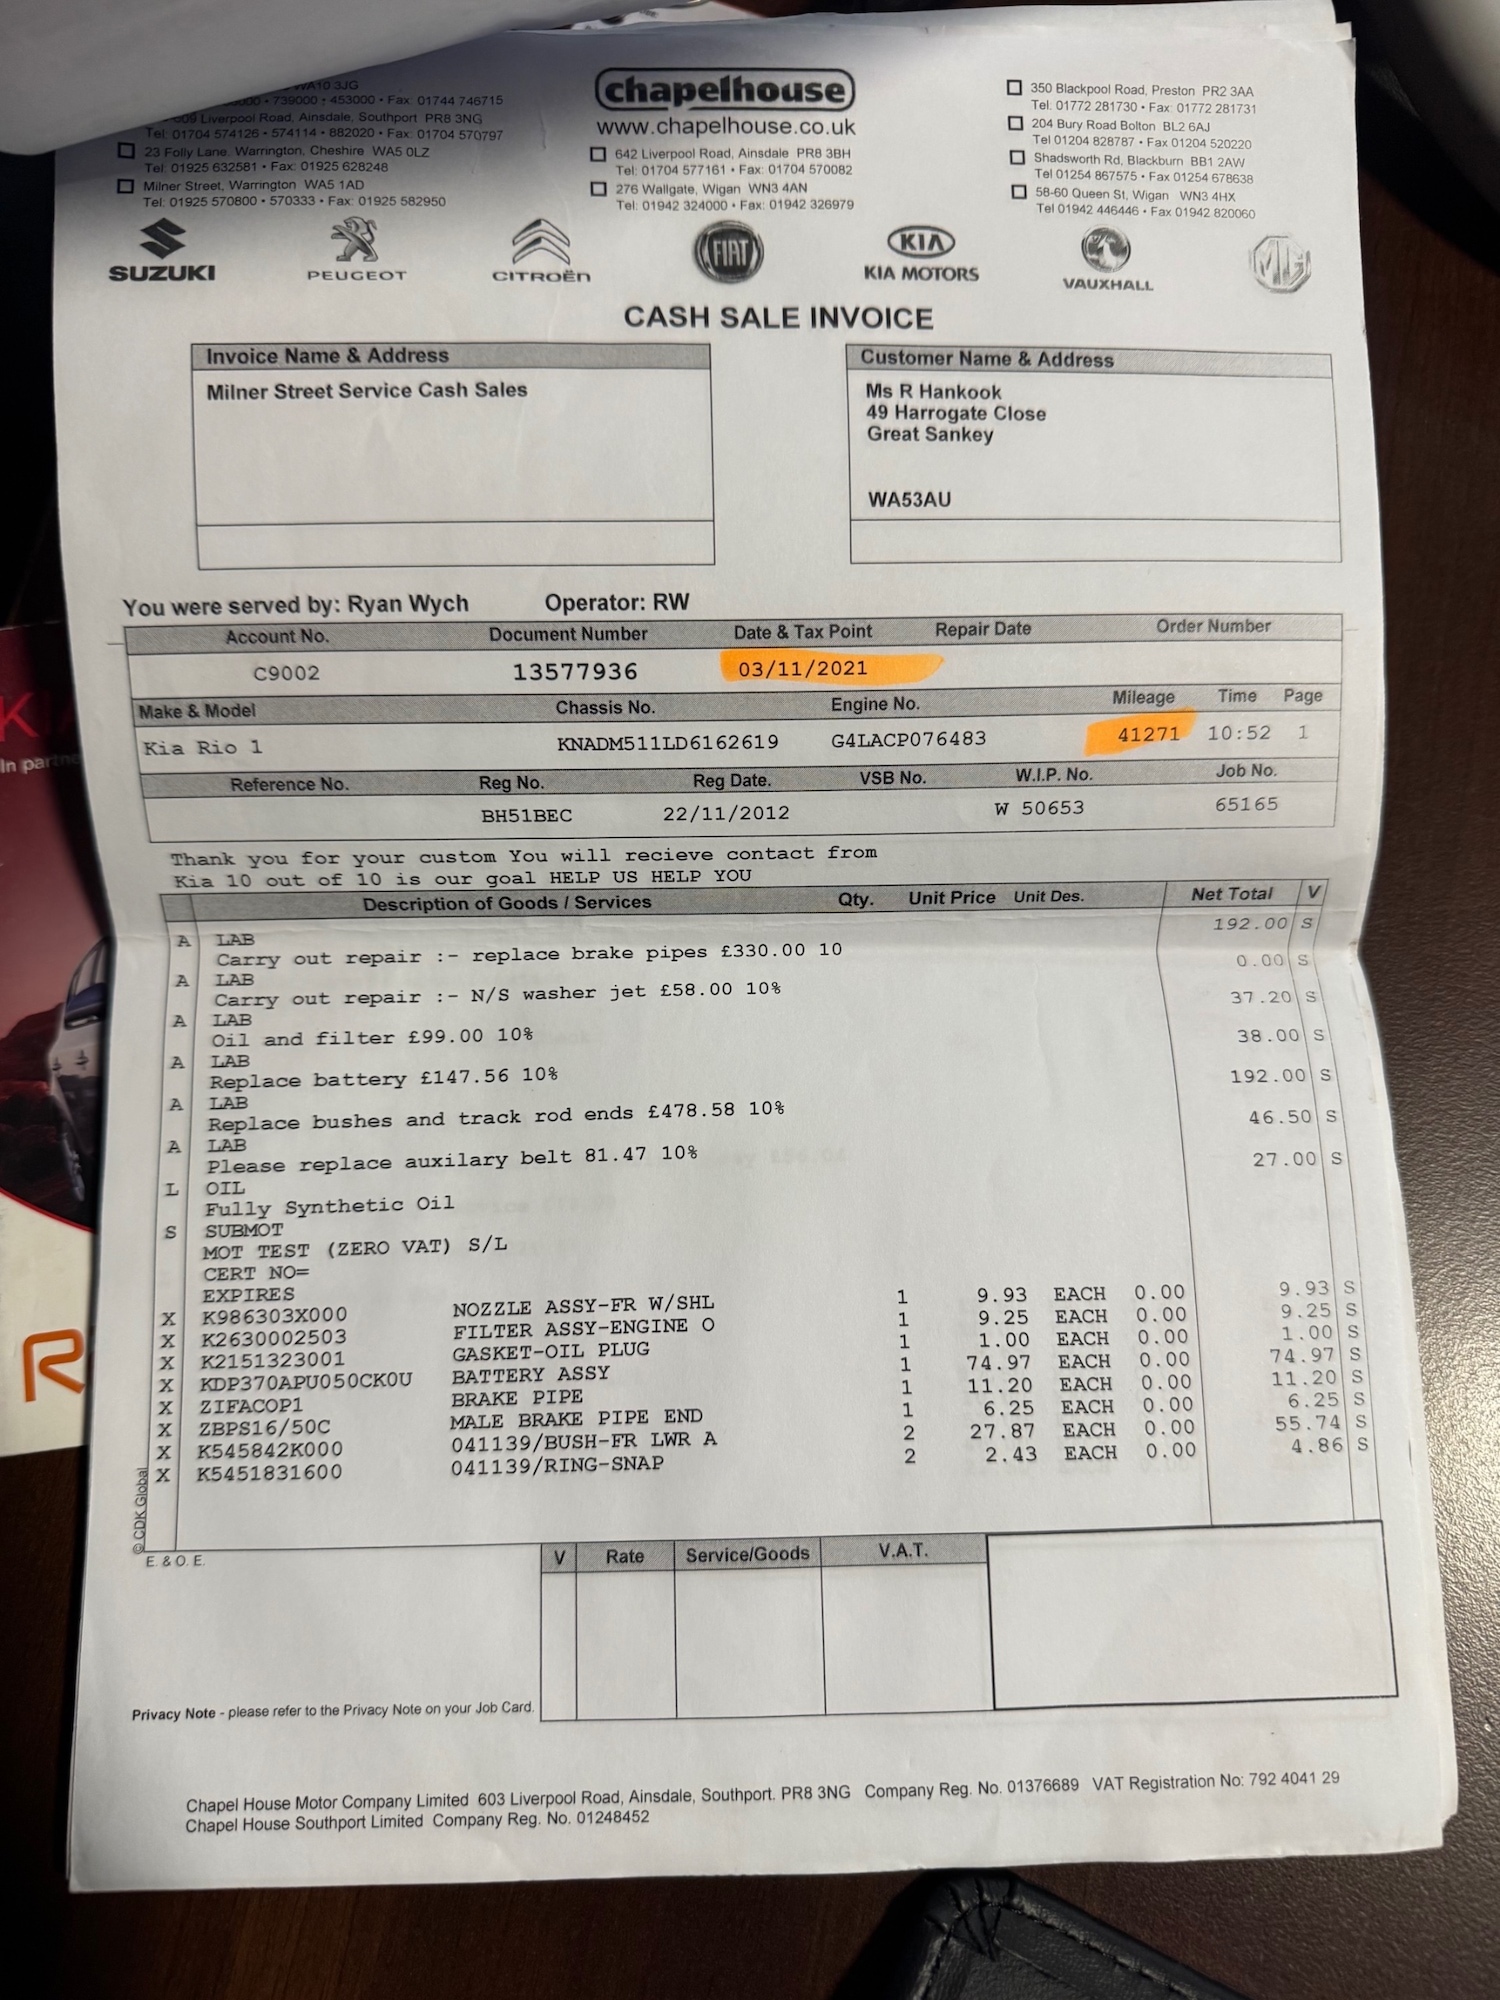 WA10 3JG
739000 • 453000 • Fax: 01744 746715
609 Liverpool Road, Ainsdale, Southport PR8 3NG
Tel: 01704 574126 • 574114 • 882020 • Fax: 01704 570797
23 Folly Lane, Warrington, Cheshire WA5 0LZ
Tel: 01925 632581 • Fax: 01925 628248
Milner Street, Warrington WA5 1AD
Tel: 01925 570800 • 570333 • Fax: 01925 582950
chapelhouse
www.chapelhouse.co.uk
642 Liverpool Road, Ainsdale PR8 3BH
Tel: 01704 577161 • Fax: 01704 570082
276 Wallgate, Wigan WN3 4AN
Tel: 01942 324000 • Fax: 01942 326979
350 Blackpool Road, Preston PR2 3AA
Tel: 01772 281730 • Fax: 01772 281731
204 Bury Road Bolton BL2 6AJ
Tel 01204 828787 • Fax 01204 520220
Shadsworth Rd, Blackburn BB1 2AW
Tel 01254 867575 • Fax 01254 678638
58-60 Queen St, Wigan WN3 4HX
Tel 01942 446446 • Fax 01942 820060
SUZUKI PEUGEOT CITROËN FIAT KIA KIA MOTORS VAUXHALL MG
CASH SALE INVOICE
Invoice Name & Address
Milner Street Service Cash Sales
Customer Name & Address
Ms R Hankook
49 Harrogate Close
Great Sankey
WA53AU
You were served by: Ryan Wych Operator: RW
Account No. Document Number Date & Tax Point Repair Date Order Number
C9002 13577936 03/11/2021
Make & Model Chassis No. Engine No. Mileage Time Page
Kia Rio 1 KNADM511LD6162619 G4LACP076483 41271 10:52 1
Reference No. Reg No. Reg Date. VSB No. W.I.P. No. Job No.
BH51BEC 22/11/2012 W 50653 65165
Thank you for your custom You will recieve contact from
Kia 10 out of 10 is our goal HELP US HELP YOU
Description of Goods / Services Qty. Unit Price Unit Des. Net Total V
A LAB 192.00 S
Carry out repair :- replace brake pipes £330.00 10
A LAB 0.00 S
Carry out repair :- N/S washer jet £58.00 10%
A LAB 37.20 S
Oil and filter £99.00 10%
A LAB 38.00 S
Replace battery £147.56 10%
A LAB 192.00 S
Replace bushes and track rod ends £478.58 10%
A LAB 46.50 S
Please replace auxilary belt 81.47 10%
L OIL 27.00 S
Fully Synthetic Oil
S SUBMOT
MOT TEST (ZERO VAT) S/L
CERT NO=
EXPIRES
X K986303X000 NOZZLE ASSY-FR W/SHL 1 9.93 EACH 0.00 9.93 S
X K2630002503 FILTER ASSY-ENGINE O 1 9.25 EACH 0.00 9.25 S
X K2151323001 GASKET-OIL PLUG 1 1.00 EACH 0.00 1.00 S
X KDP370APU050CK0U BATTERY ASSY 1 74.97 EACH 0.00 74.97 S
X ZIFACOP1 BRAKE PIPE 1 11.20 EACH 0.00 11.20 S
X ZBPS16/50C MALE BRAKE PIPE END 1 6.25 EACH 0.00 6.25 S
X K545842K000 041139/BUSH-FR LWR A 2 27.87 EACH 0.00 55.74 S
X K5451831600 041139/RING-SNAP 2 2.43 EACH 0.00 4.86 S
© CDK Global
E. & O. E.
V Rate Service/Goods V.A.T.
Privacy Note - please refer to the Privacy Note on your Job Card.
Chapel House Motor Company Limited 603 Liverpool Road, Ainsdale, Southport. PR8 3NG Company Reg. No. 01376689 VAT Registration No: 792 4041 29
Chapel House Southport Limited Company Reg. No. 01248452
In partne